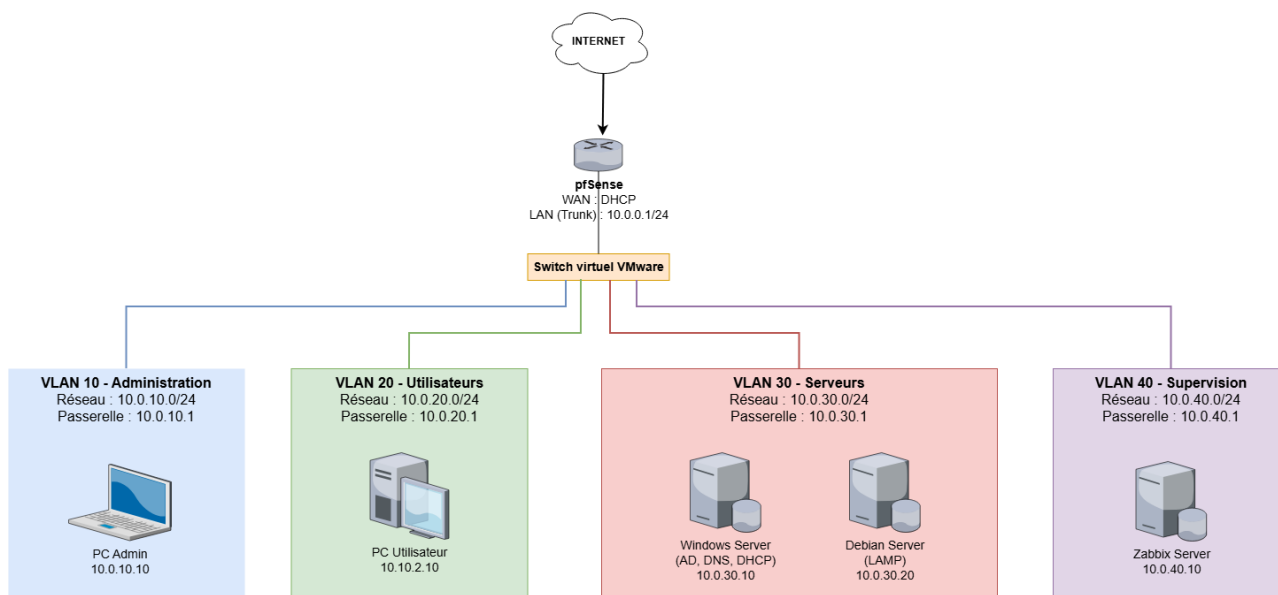 INTERNET
pfSense
WAN : DHCP
LAN (Trunk) : 10.0.0.1/24
Switch virtuel VMware
VLAN 10 - Administration
Réseau : 10.0.10.0/24
Passerelle : 10.0.10.1
PC Admin
10.0.10.10
VLAN 20 - Utilisateurs
Réseau : 10.0.20.0/24
Passerelle : 10.0.20.1
PC Utilisateur
10.10.2.10
VLAN 30 - Serveurs
Réseau : 10.0.30.0/24
Passerelle : 10.0.30.1
Windows Server
(AD, DNS, DHCP)
10.0.30.10
Debian Server
(LAMP)
10.0.30.20
VLAN 40 - Supervision
Réseau : 10.0.40.0/24
Passerelle : 10.0.40.1
Zabbix Server
10.0.40.10